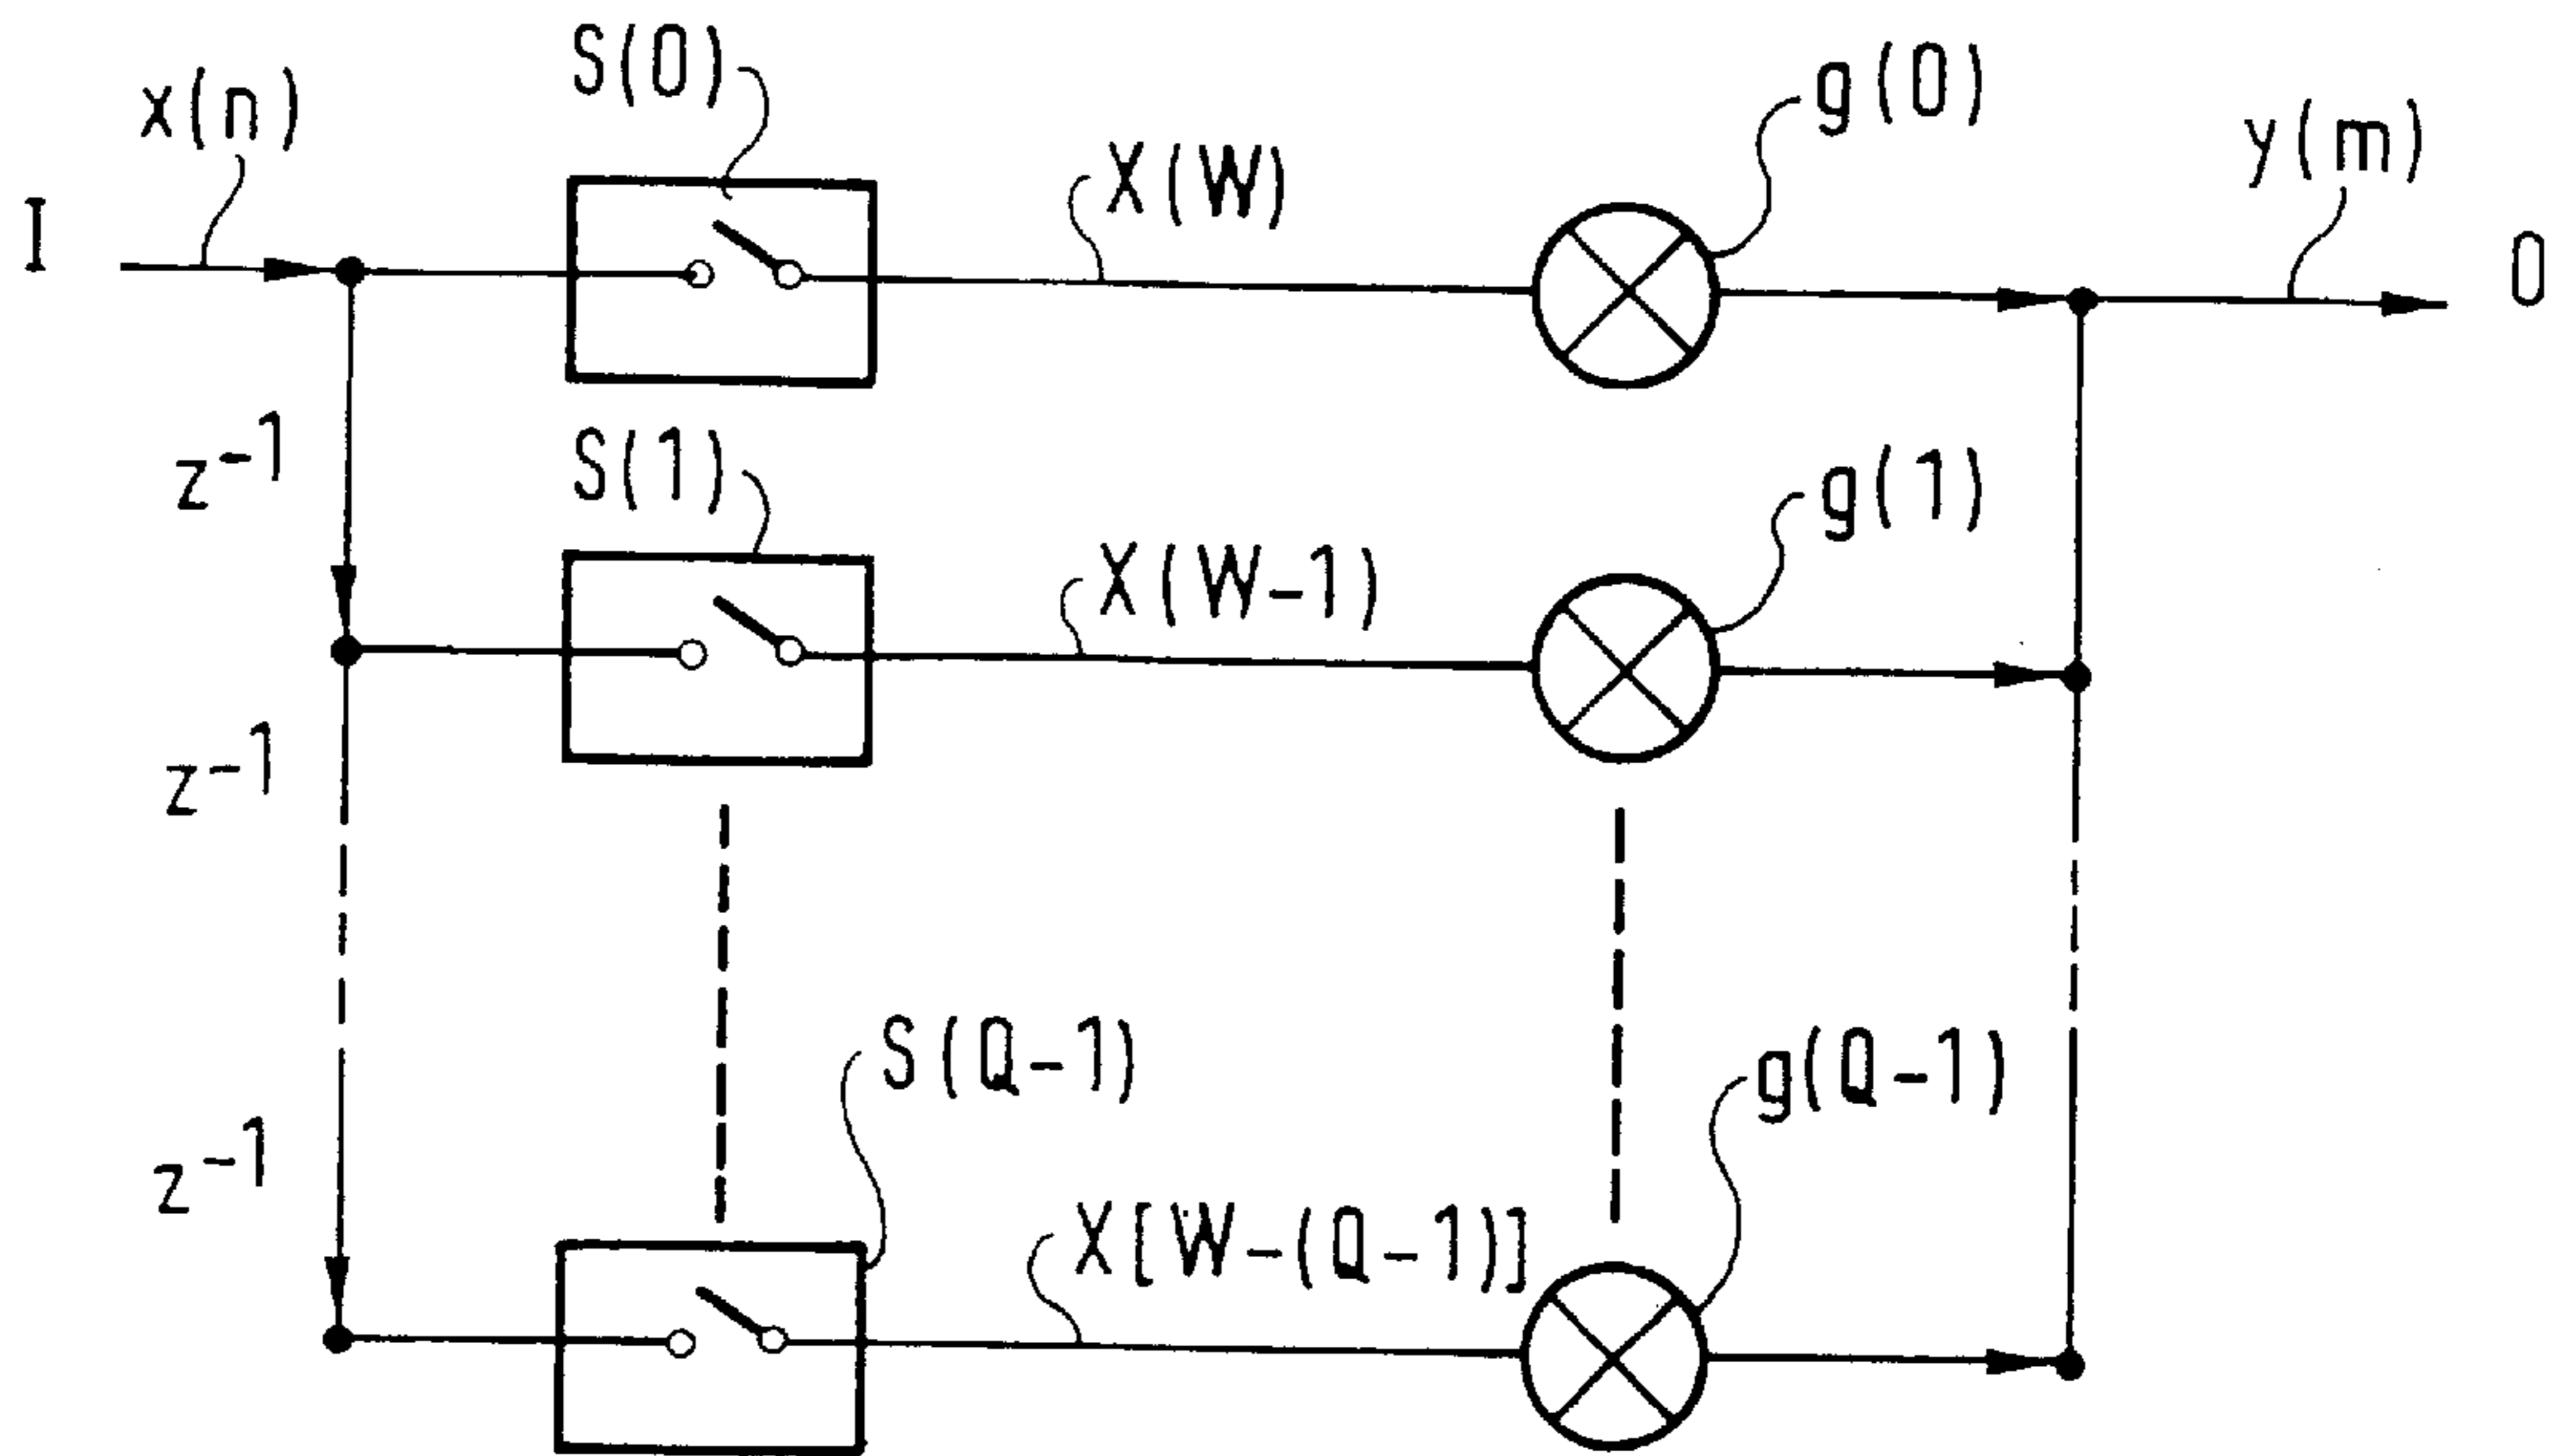 I
x(n)
S(0)
X(W)
g(0)
y(m)
0
z⁻¹
S(1)
X(W-1)
g(1)
z⁻¹
S(Q-1)
g(Q-1)
z⁻¹
X[W-(Q-1)]